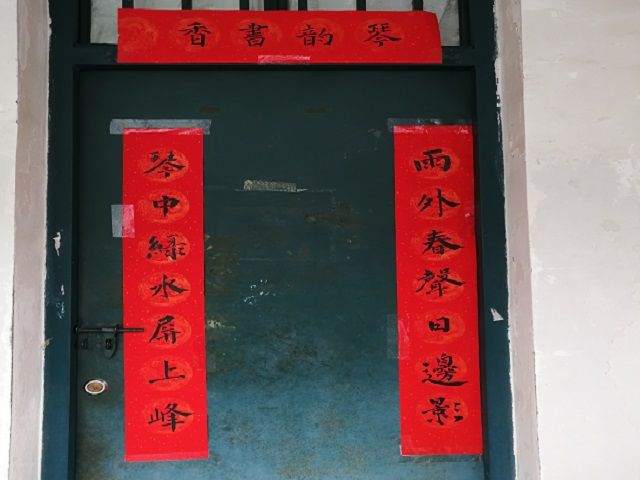 琴韵書香
雨外春聲日邊影
琴中綠水屏上峰